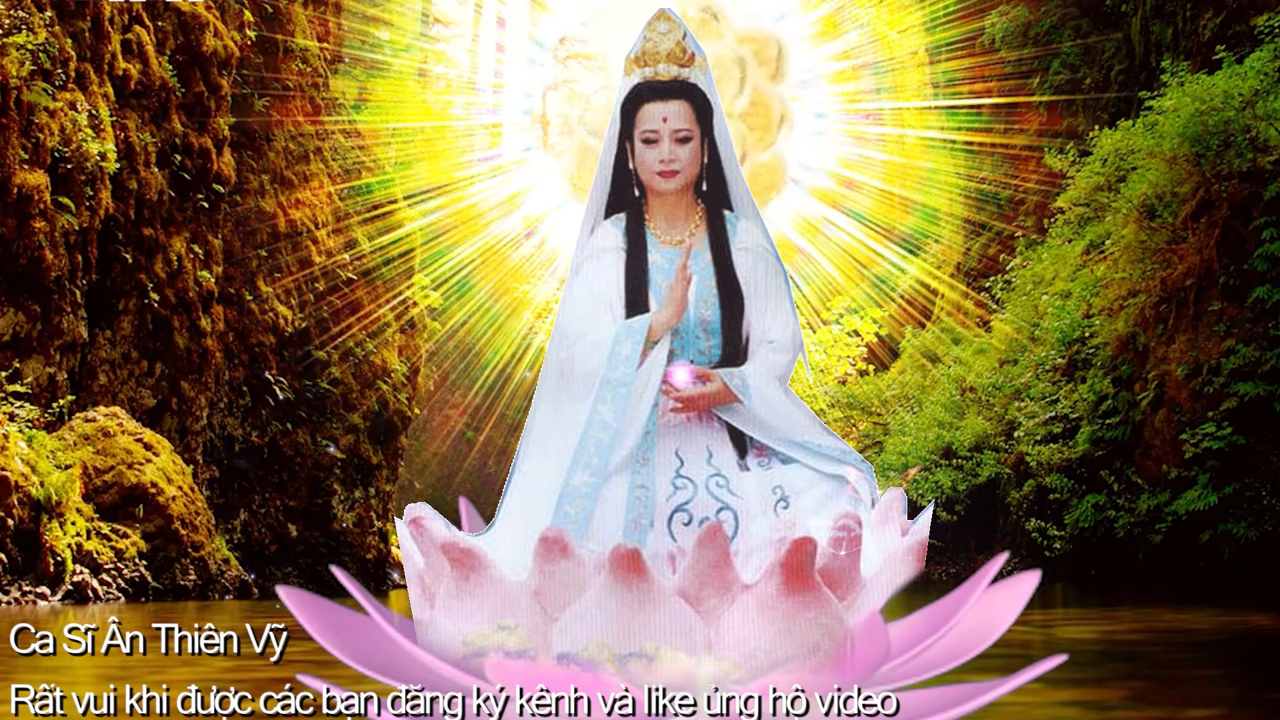 Ca Sĩ Ân Thiên Vỹ
Rất vui khi được các bạn đăng ký kênh và like ủng hộ video